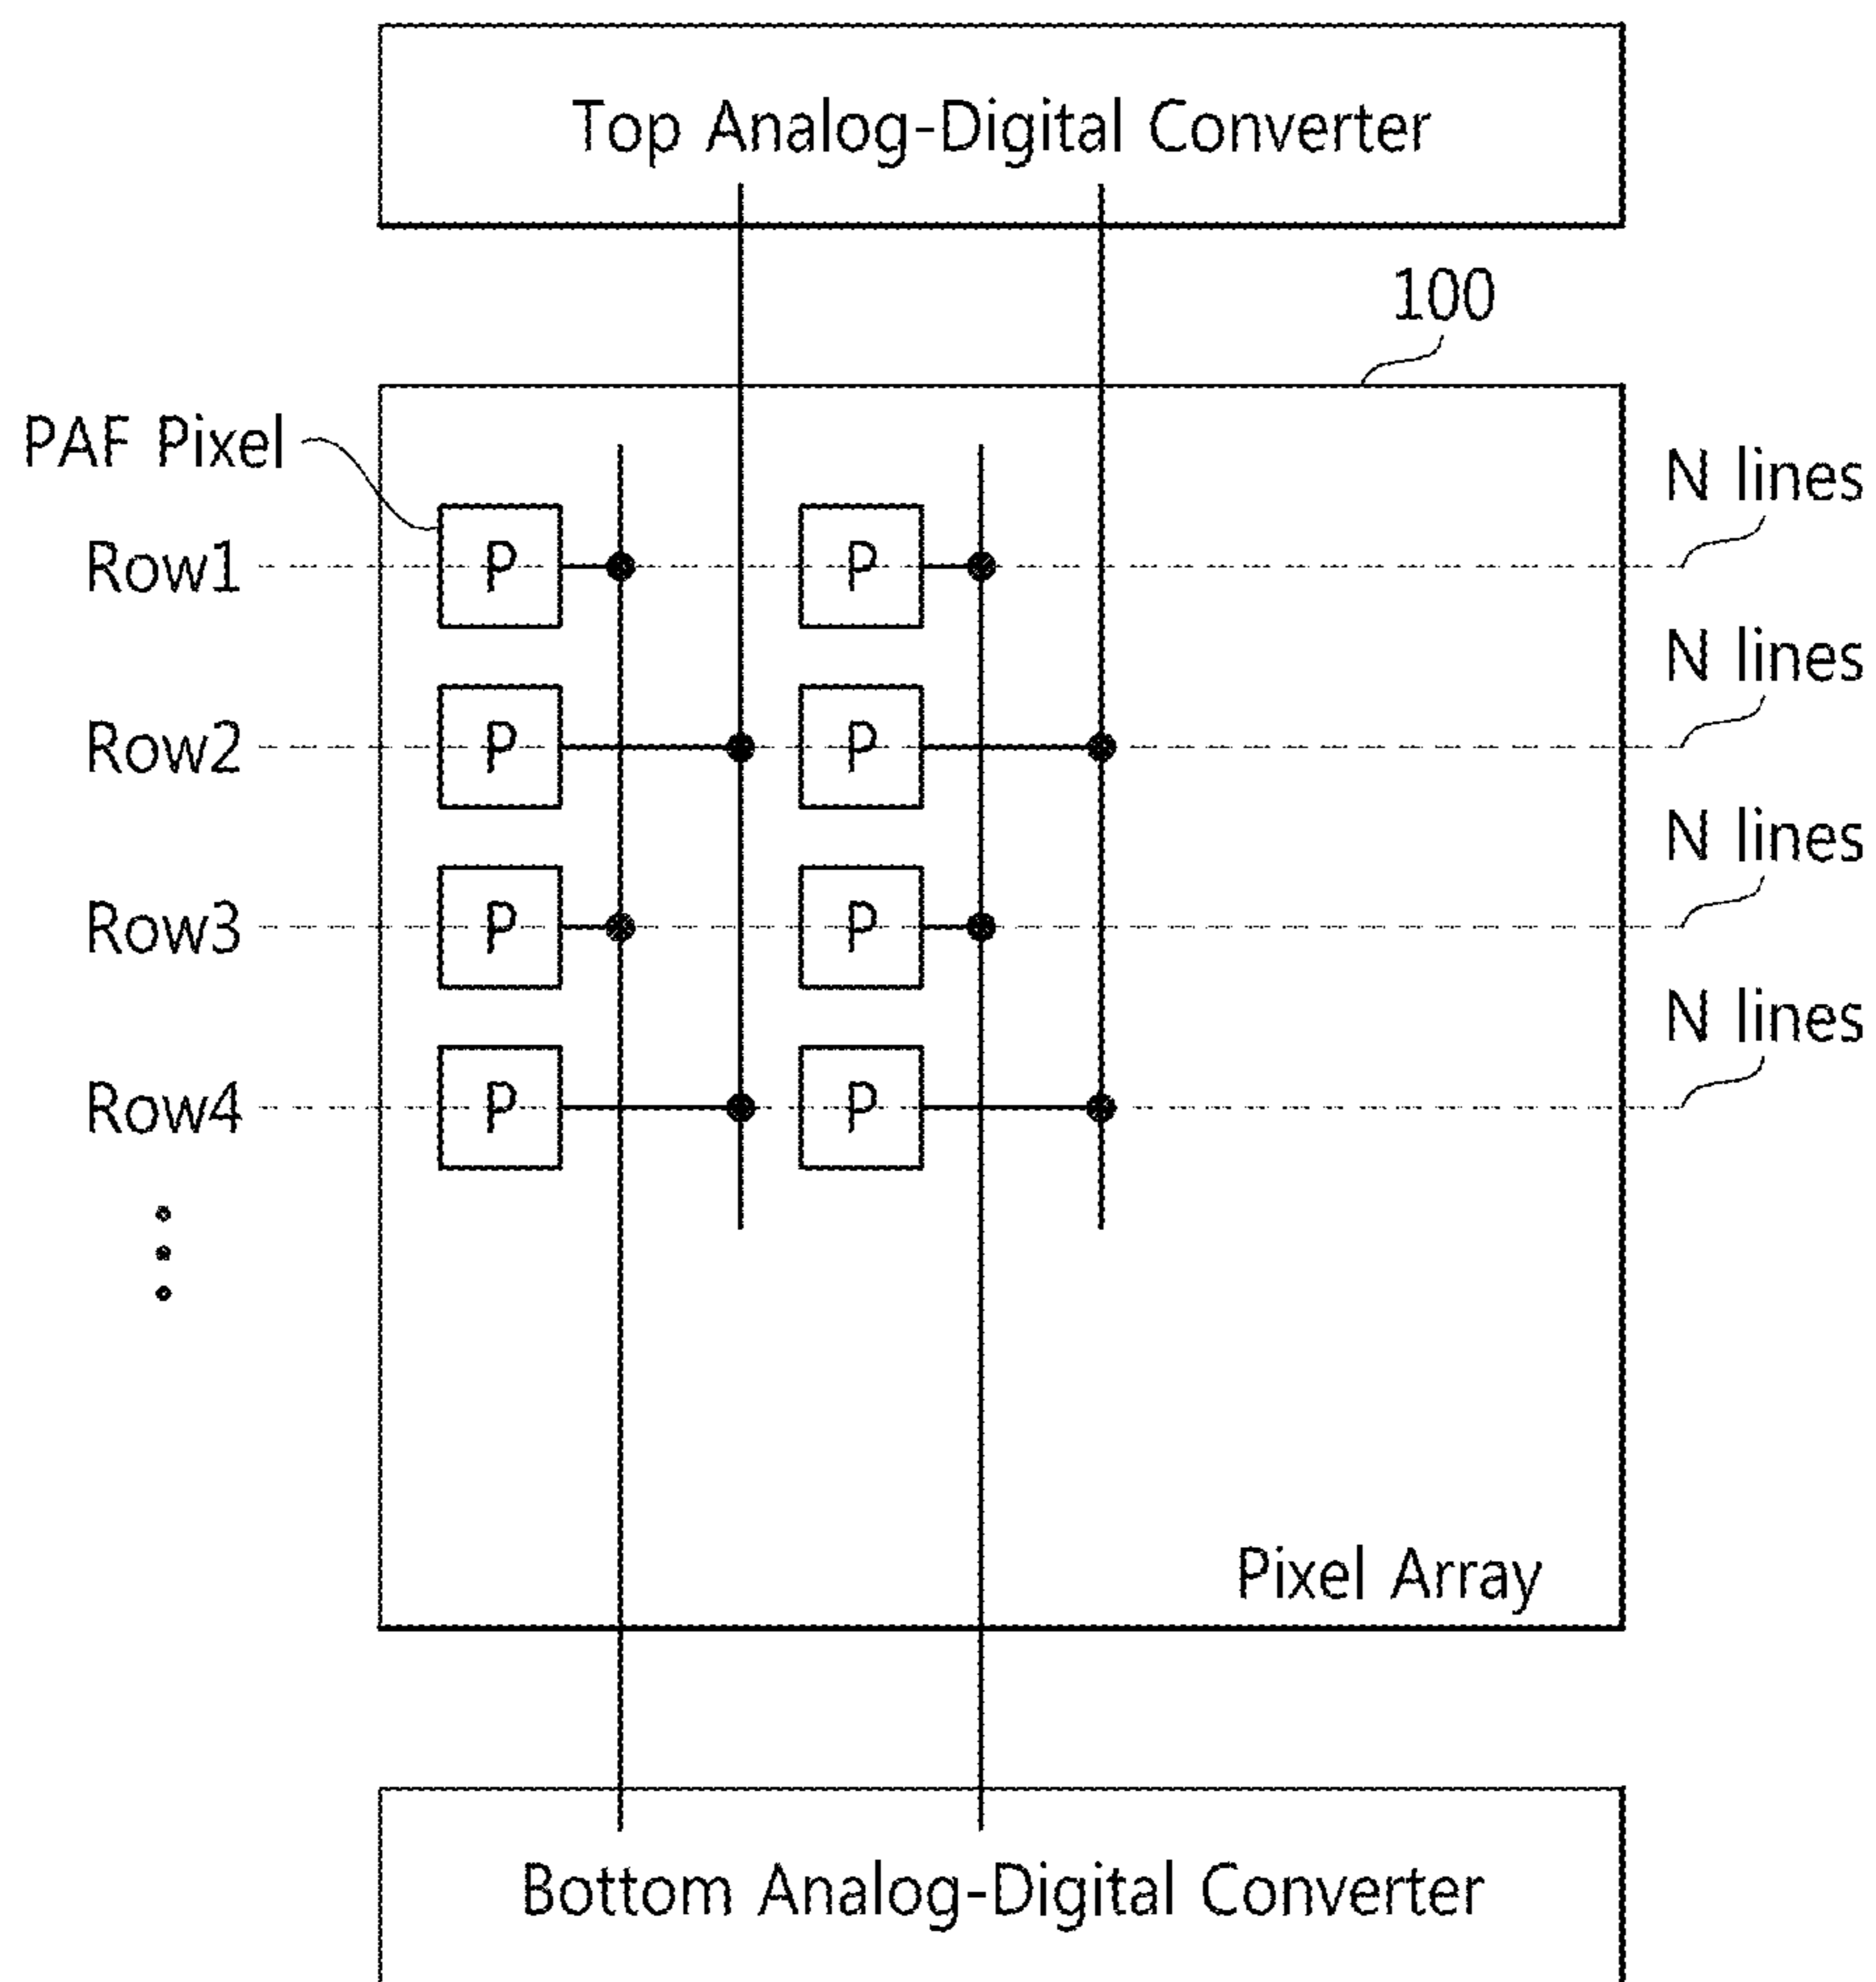 Top Analog-Digital Converter
100
PAF Pixel
N lines
Row1 P P
N lines
Row2 P P
N lines
Row3 P P
N lines
Row4 P P
Pixel Array
Bottom Analog-Digital Converter